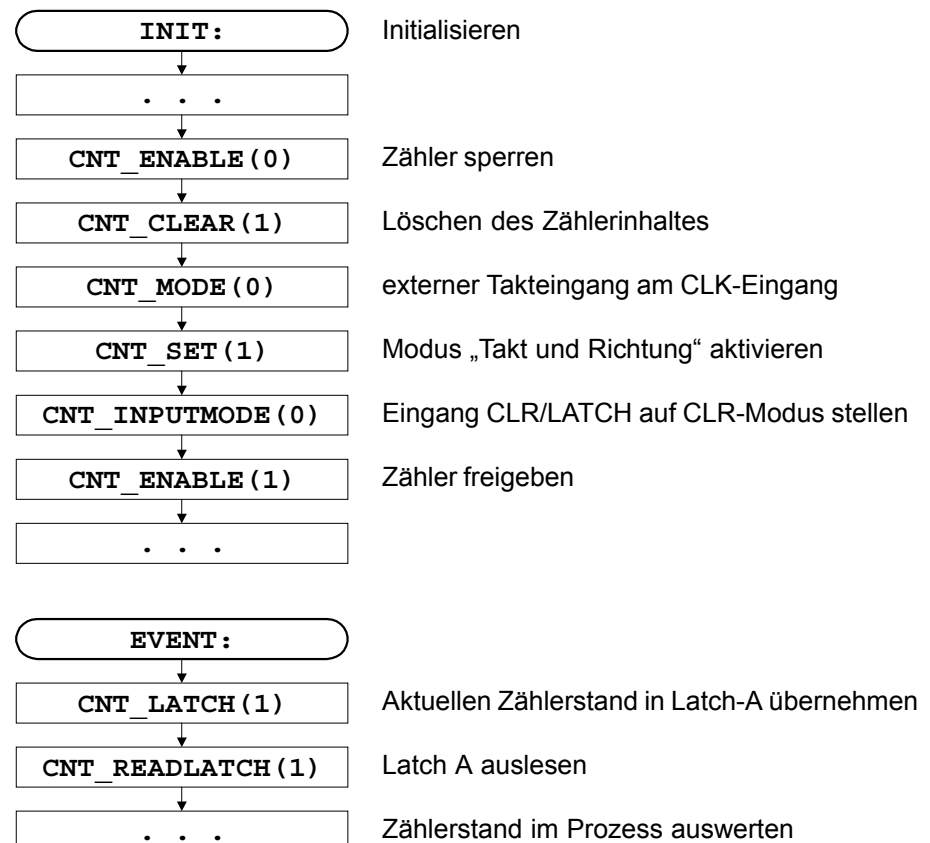 INIT: Initialisieren
. . .
CNT_ENABLE(0) Zähler sperren
CNT_CLEAR(1) Löschen des Zählerinhaltes
CNT_MODE(0) externer Takteingang am CLK-Eingang
CNT_SET(1) Modus „Takt und Richtung“ aktivieren
CNT_INPUTMODE(0) Eingang CLR/LATCH auf CLR-Modus stellen
CNT_ENABLE(1) Zähler freigeben
. . .
EVENT:
CNT_LATCH(1) Aktuellen Zählerstand in Latch-A übernehmen
CNT_READLATCH(1) Latch A auslesen
. . . Zählerstand im Prozess auswerten